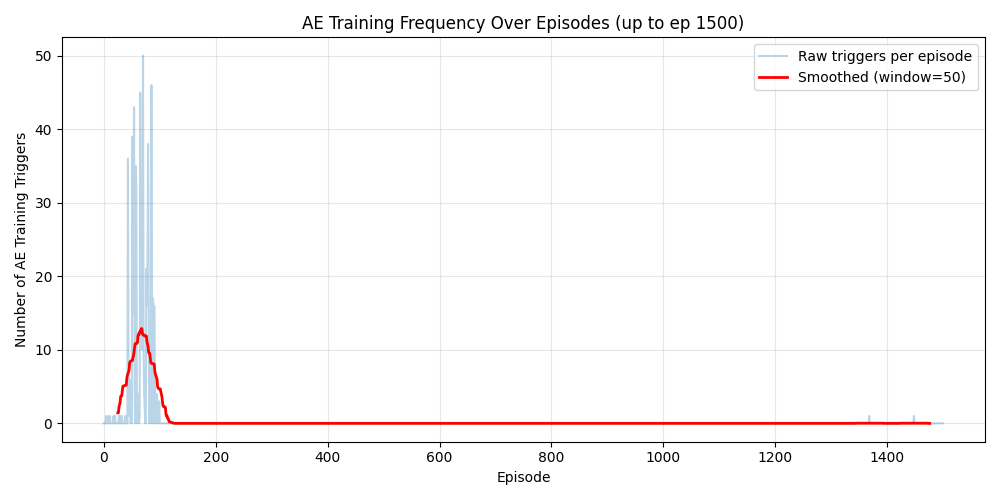 AE Training Frequency Over Episodes (up to ep 1500)
Raw triggers per episode
Smoothed (window=50)
Number of AE Training Triggers
50
40
30
20
10
0
0 200 400 600 800 1000 1200 1400
Episode